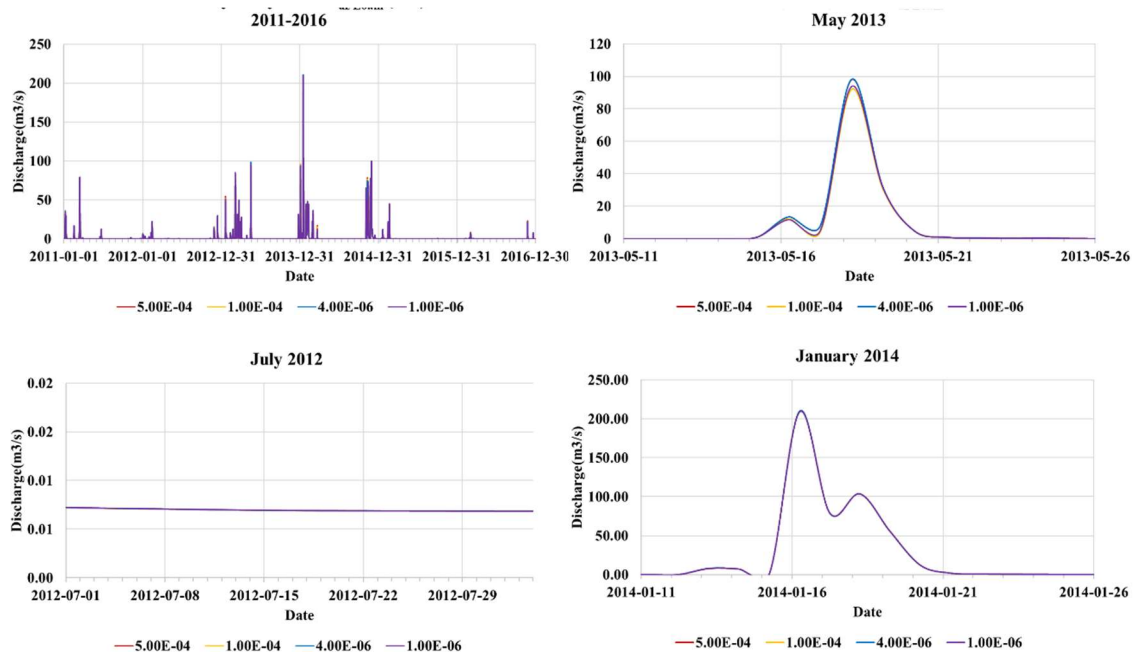 2011-2016
250
200
150
100
50
0
Discharge(m3/s)
2011-01-01 2012-01-01 2012-12-31 2013-12-31 2014-12-31 2015-12-31 2016-12-30
Date
5.00E-04 1.00E-04 4.00E-06 1.00E-06
May 2013
120
100
80
60
40
20
0
Discharge(m3/s)
2013-05-11 2013-05-16 2013-05-21 2013-05-26
Date
5.00E-04 1.00E-04 4.00E-06 1.00E-06
July 2012
0.02
0.02
0.01
0.01
0.00
Discharge(m3/s)
2012-07-01 2012-07-08 2012-07-15 2012-07-22 2012-07-29
Date
5.00E-04 1.00E-04 4.00E-06 1.00E-06
January 2014
250.00
200.00
150.00
100.00
50.00
0.00
Discharge(m3/s)
2014-01-11 2014-01-16 2014-01-21 2014-01-26
Date
5.00E-04 1.00E-04 4.00E-06 1.00E-06